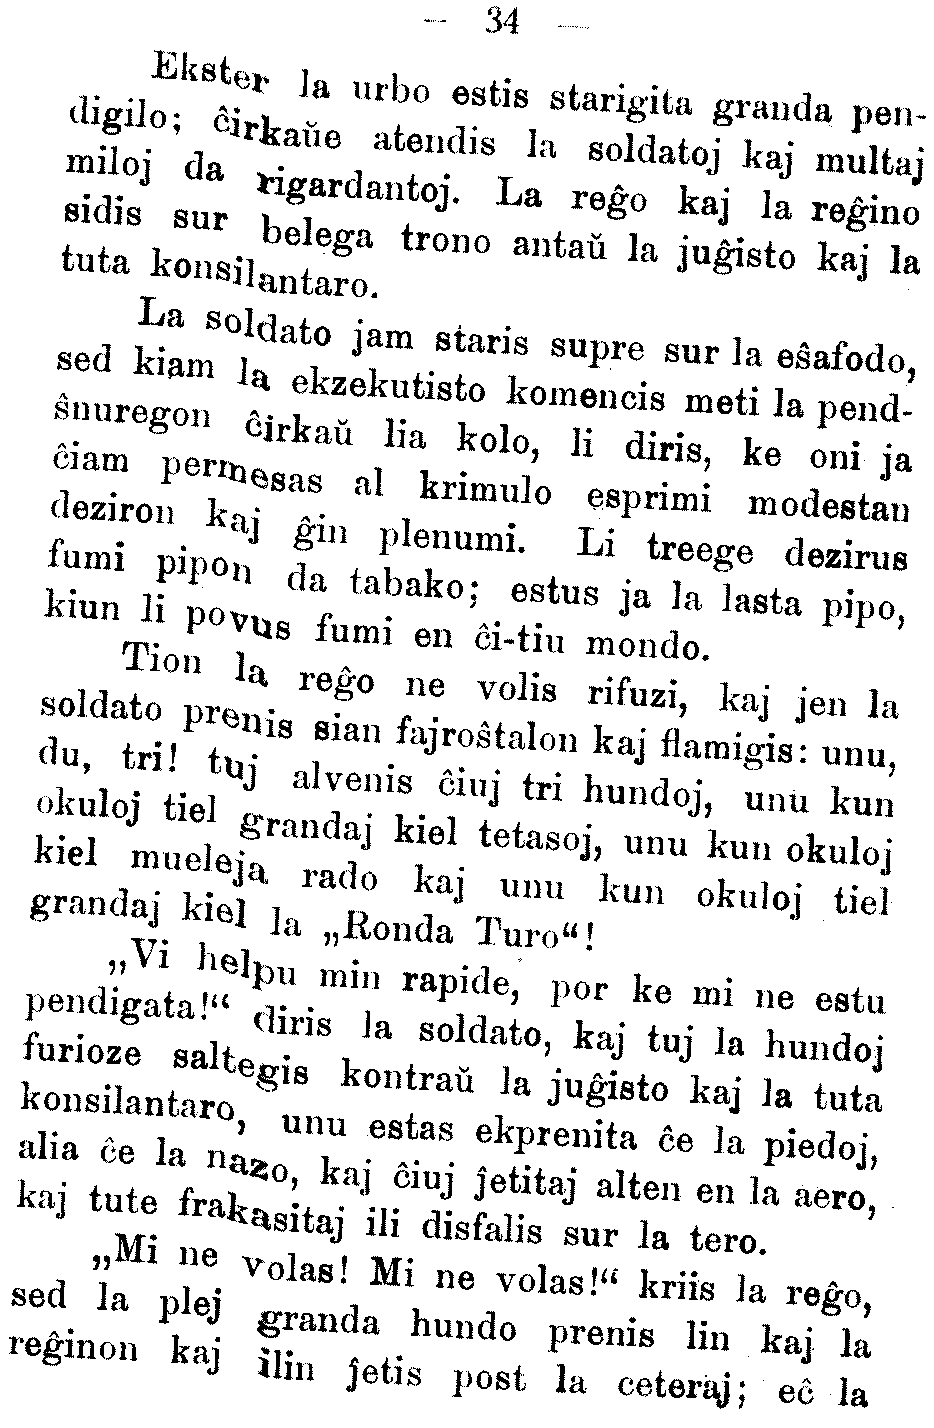 — 34 —
Ekster la urbo estis starigita granda pen-
digilo; ĉirkaŭe atendis la soldatoj kaj multaj
miloj da rigardantoj. La reĝo kaj la reĝino
sidis sur belega trono antaŭ la juĝisto kaj la
tuta konsilantaro.
La soldato jam staris supre sur la eŝafodo,
sed kiam la ekzekutisto komencis meti la pend-
ŝnuregon ĉirkaŭ lia kolo, li diris, ke oni ja
ĉiam permesas al krimulo esprimi modestan
deziron kaj ĝin plenumi. Li treege dezirus
fumi pipon da tabako; estus ja la lasta pipo,
kiun li povus fumi en ĉi-tiu mondo.
Tion la reĝo ne volis rifuzi, kaj jen la
soldato prenis sian fajroŝtalon kaj flamigis: unu,
du, tri! tuj alvenis ĉiuj tri hundoj, unu kun
okuloj tiel grandaj kiel tetasoj, unu kun okuloj
kiel mueleja rado kaj unu kun okuloj tiel
grandaj kiel la „Ronda Turo“!
„Vi helpu min rapide, por ke mi ne estu
pendigata!“ diris la soldato, kaj tuj la hundoj
furioze saltegis kontraŭ la juĝisto kaj la tuta
konsilantaro, unu estas ekprenita ĉe la piedoj,
alia ĉe la nazo, kaj ĉiuj ĵetitaj alten en la aero,
kaj tute frakasitaj ili disfalis sur la tero.
„Mi ne volas! Mi ne volas!“ kriis la reĝo,
sed la plej granda hundo prenis lin kaj la
reĝinon kaj ilin ĵetis post la ceteraj; eĉ la